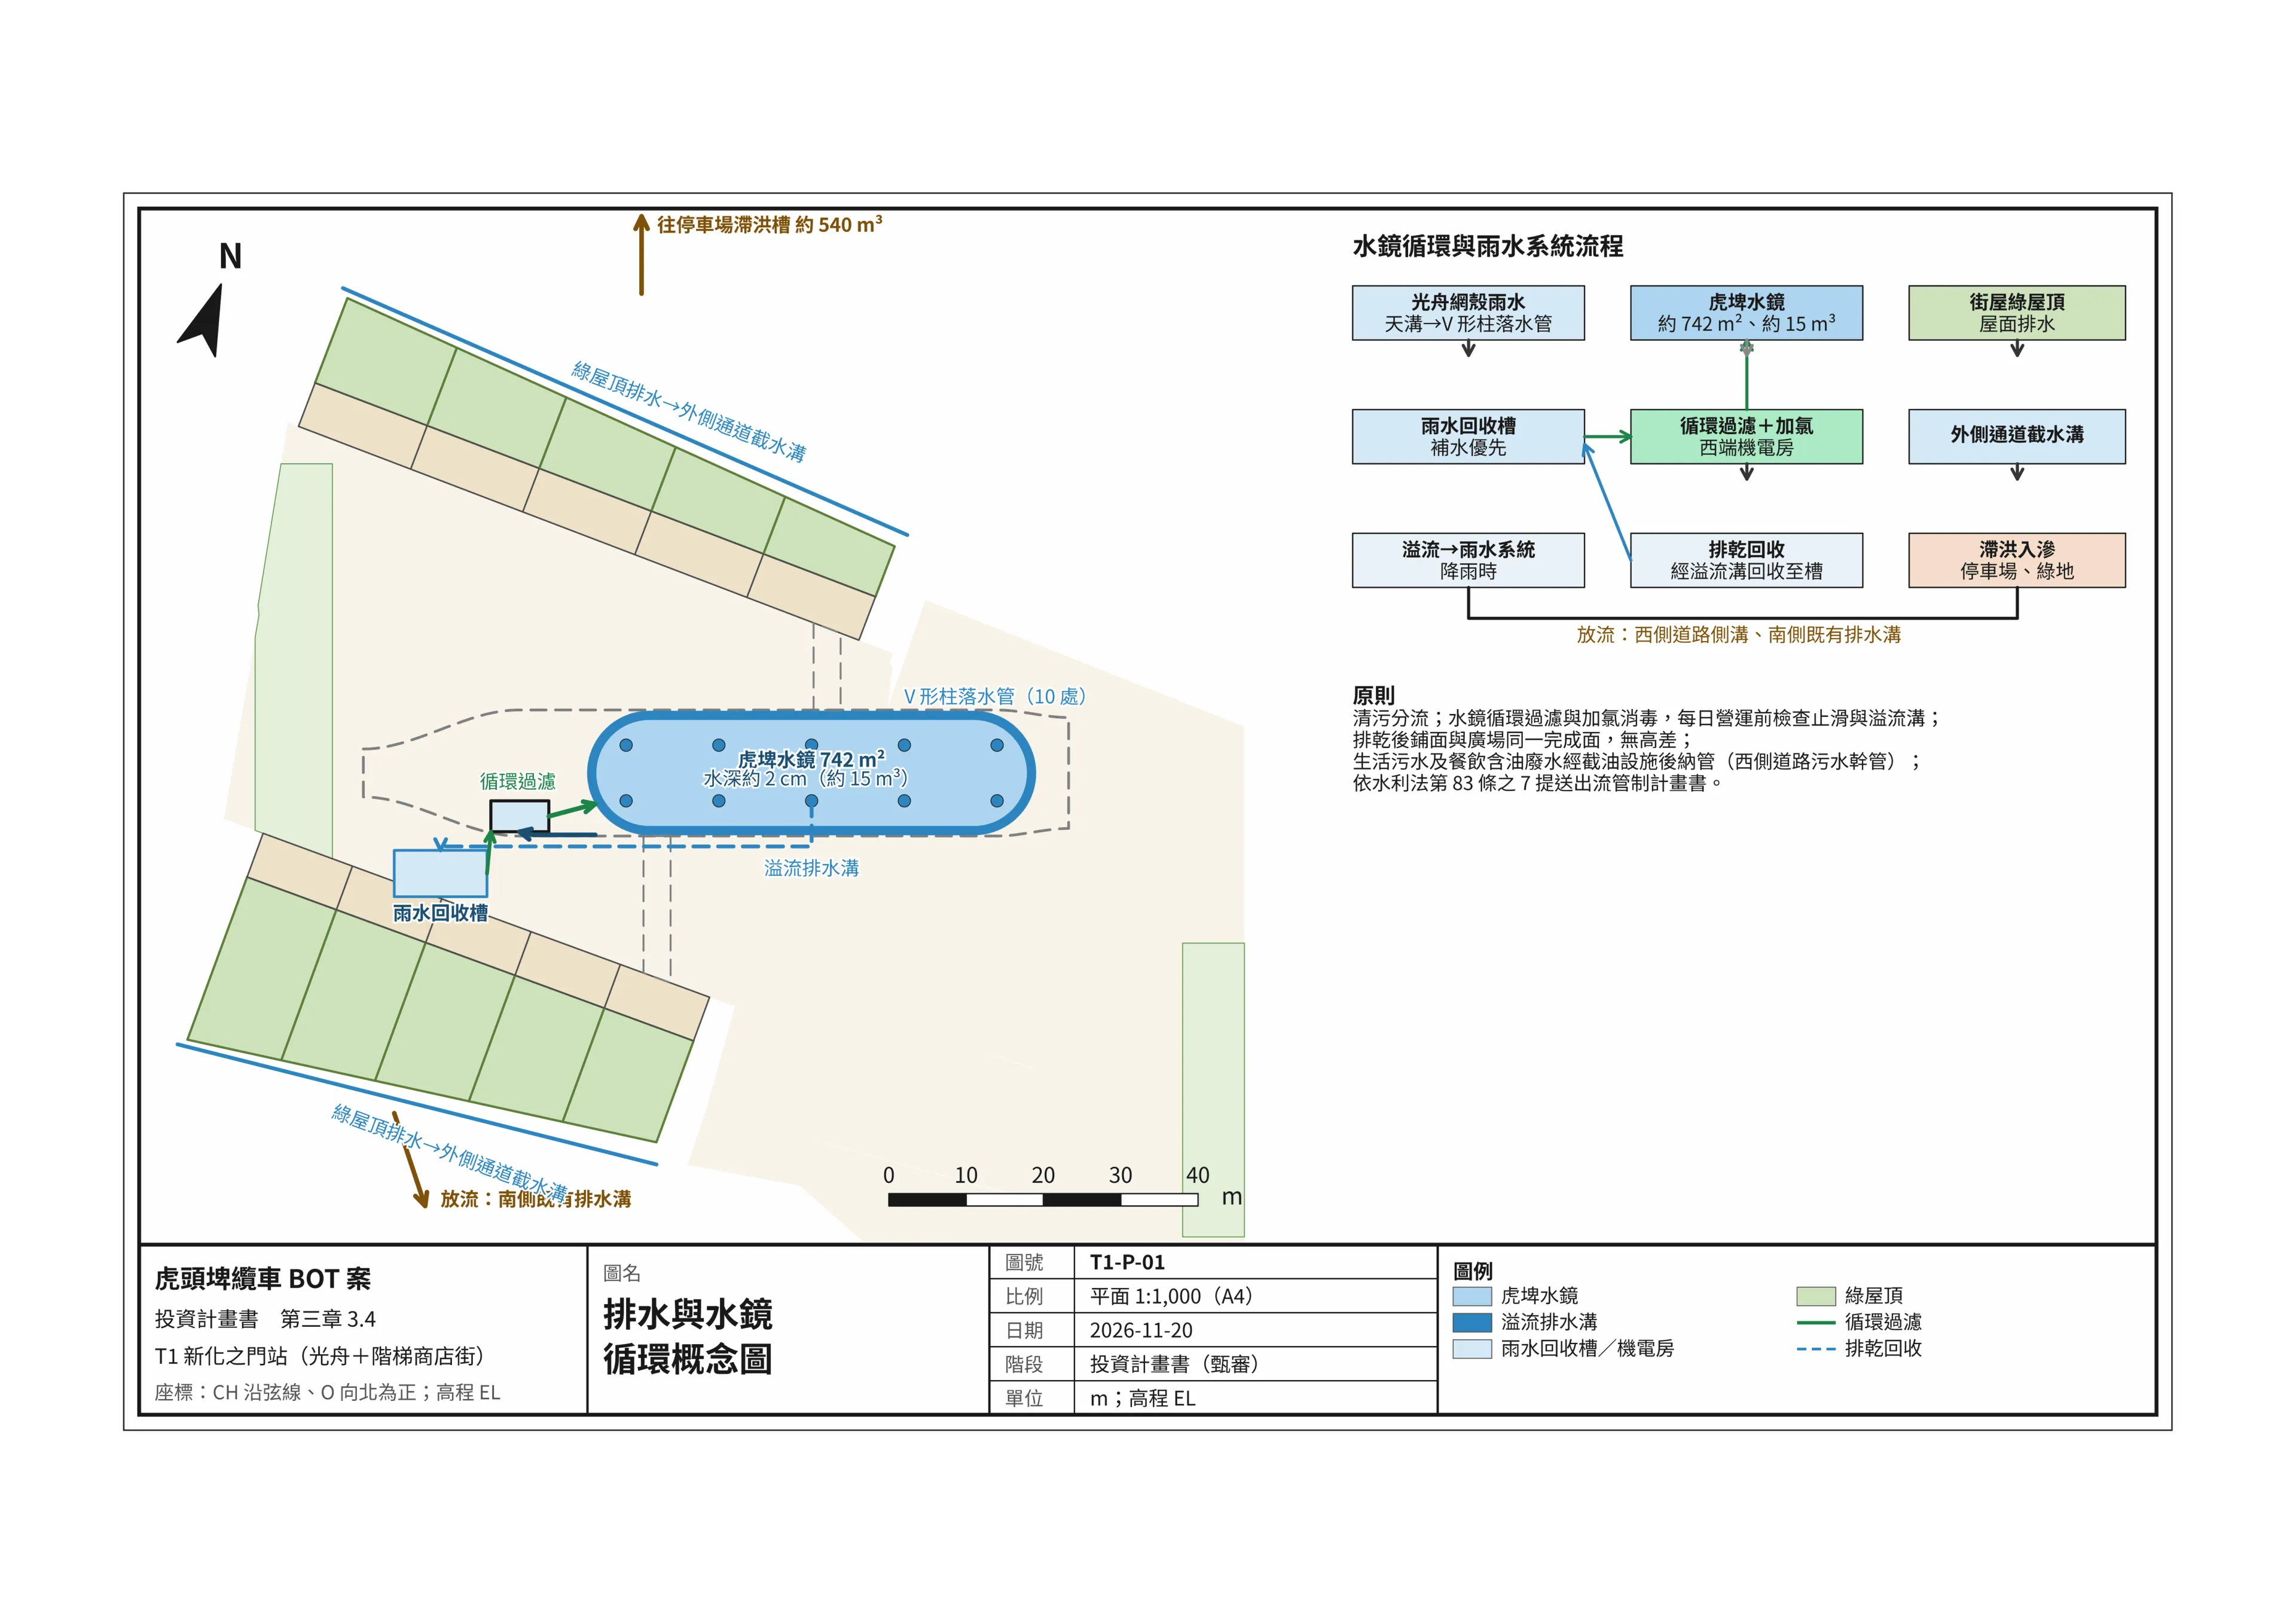 往停車場滯洪槽 約 540 m³
N
綠屋頂排水→外側通道截水溝
V 形柱落水管（10 處）
虎埤水鏡 742 m²
水深約 2 cm（約 15 m³）
循環過濾
溢流排水溝
雨水回收槽
綠屋頂排水→外側通道截水溝
放流：南側既有排水溝
0 10 20 30 40
m
水鏡循環與雨水系統流程
光舟網殼雨水
天溝→V 形柱落水管
虎埤水鏡
約 742 m²、約 15 m³
街屋綠屋頂
屋面排水
雨水回收槽
補水優先
循環過濾＋加氯
西端機電房
外側通道截水溝
溢流→雨水系統
降雨時
排乾回收
經溢流溝回收至槽
滯洪入滲
停車場、綠地
放流：西側道路側溝、南側既有排水溝
原則
清污分流；水鏡循環過濾與加氯消毒，每日營運前檢查止滑與溢流溝；
排乾後鋪面與廣場同一完成面，無高差；
生活污水及餐飲含油廢水經截油設施後納管（西側道路污水幹管）；
依水利法第 83 條之 7 提送出流管制計畫書。
虎頭埤纜車 BOT 案
投資計畫書　第三章 3.4
T1 新化之門站（光舟＋階梯商店街）
座標：CH 沿弦線、O 向北為正；高程 EL
圖名
排水與水鏡
循環概念圖
圖號 T1-P-01
比例 平面 1:1,000（A4）
日期 2026-11-20
階段 投資計畫書（甄審）
單位 m；高程 EL
圖例
虎埤水鏡
溢流排水溝
雨水回收槽／機電房
綠屋頂
循環過濾
排乾回收